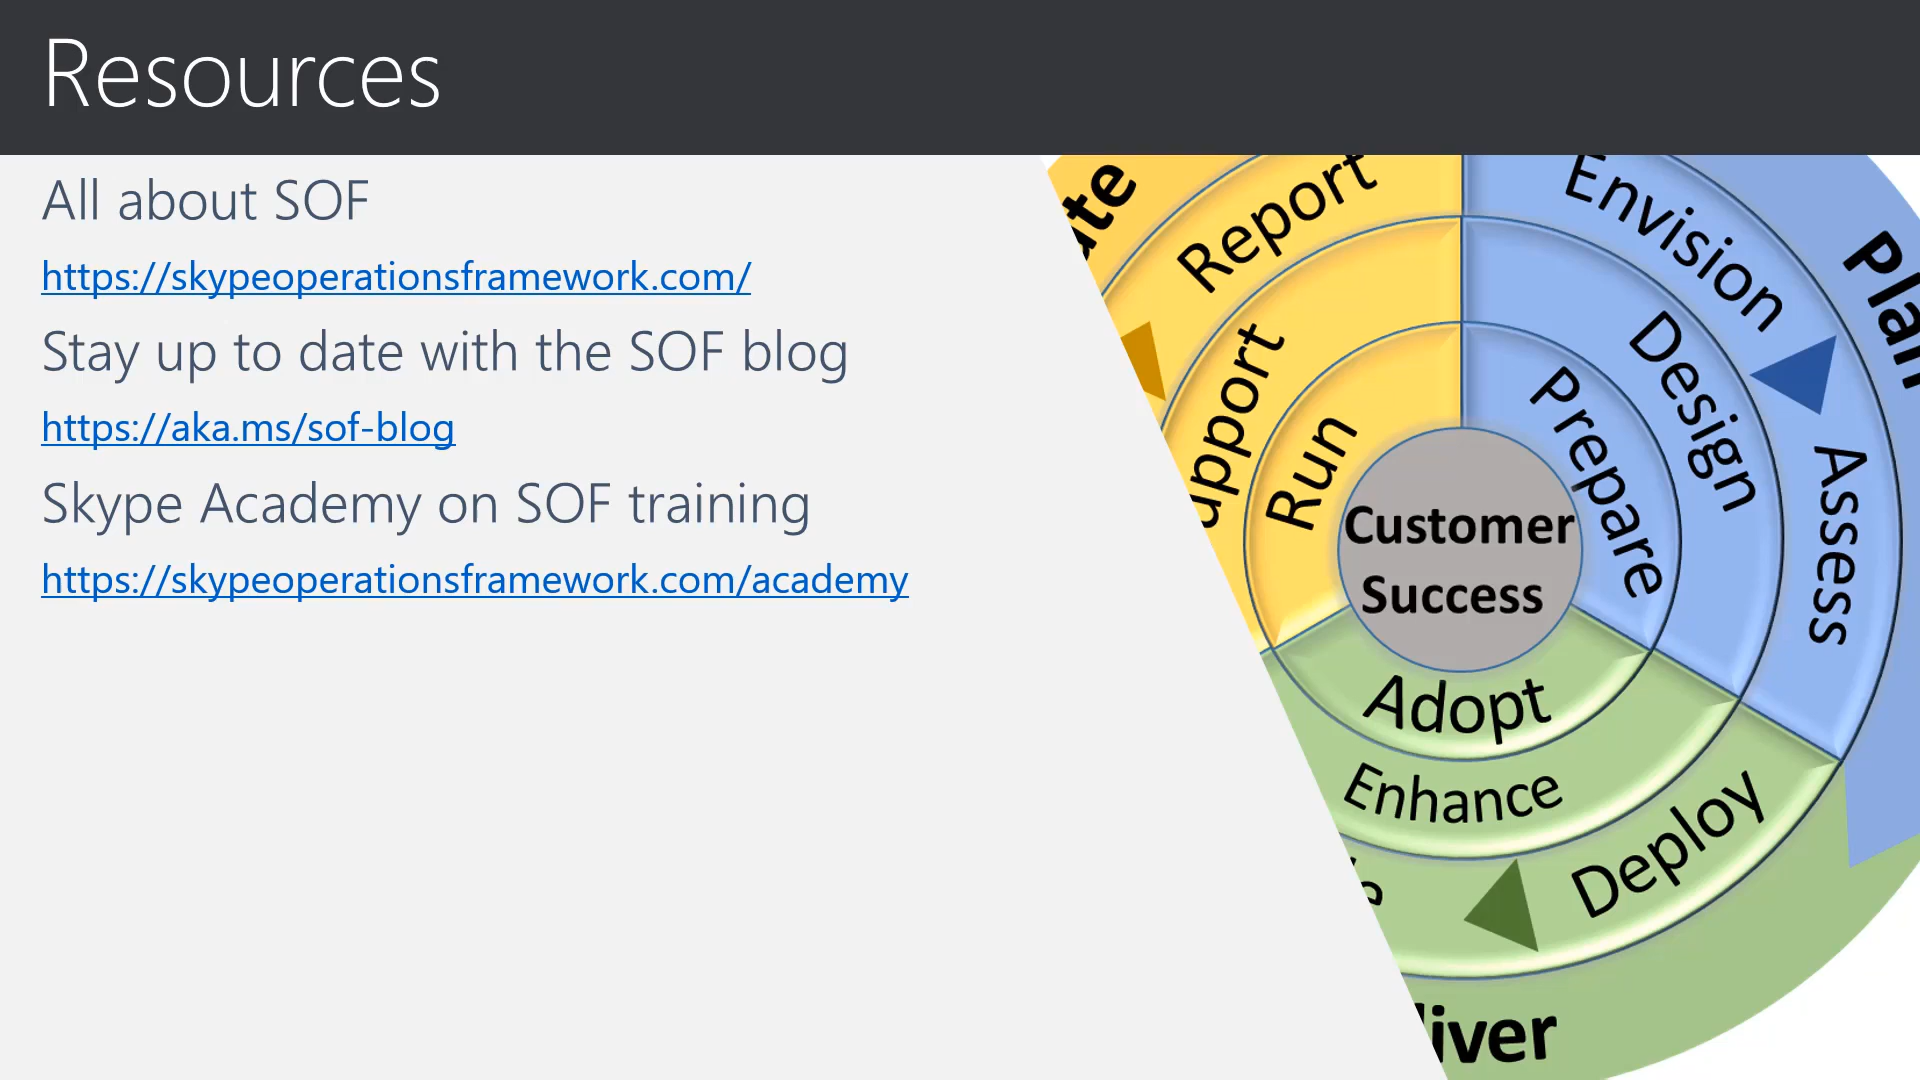 Resources
All about SOF
https://skypeoperationsframework.com/
Stay up to date with the SOF blog
https://aka.ms/sof-blog
Skype Academy on SOF training
https://skypeoperationsframework.com/academy
Report
Run
Envision
Plan
Design
Prepare
Assess
Customer
Success
Adopt
Enhance
Deploy